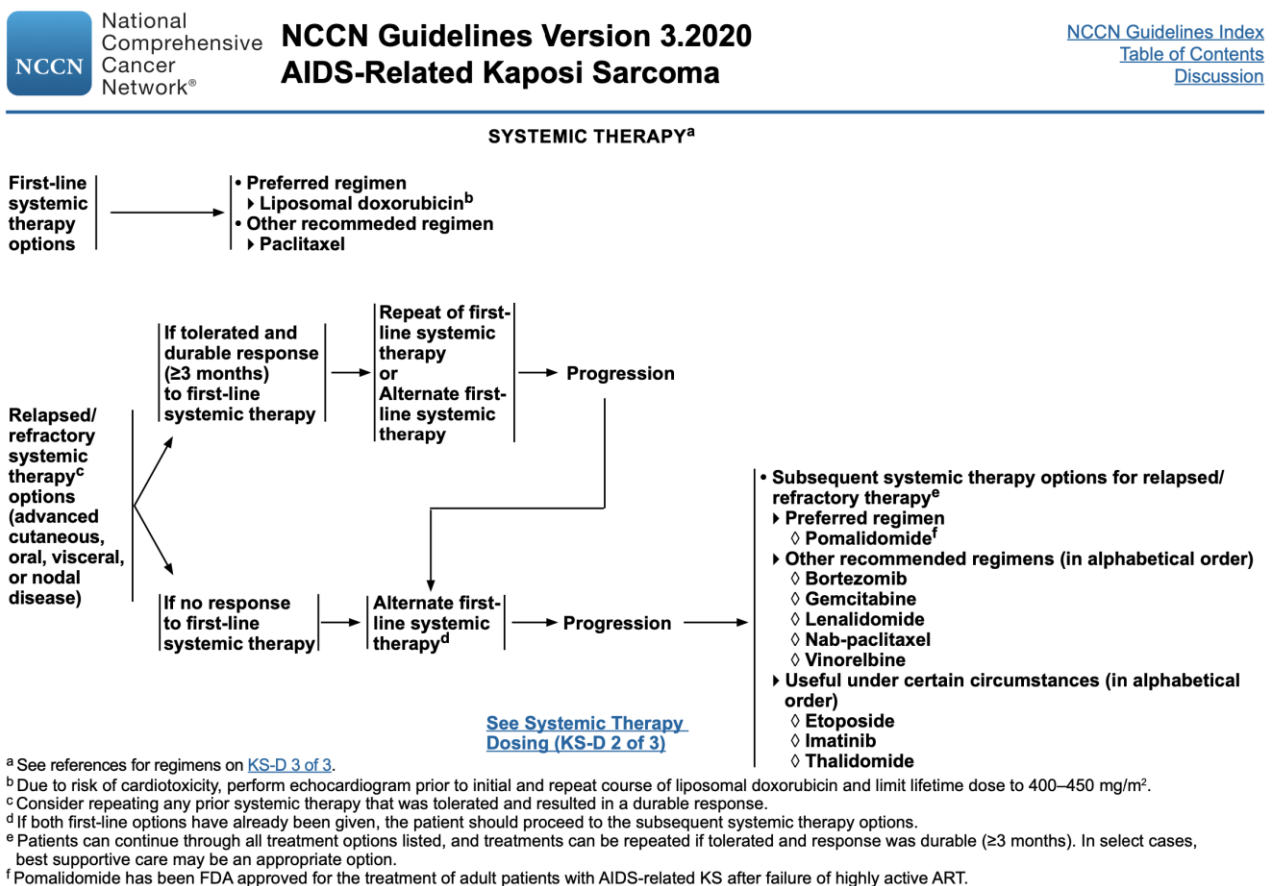 National
Comprehensive
Cancer
Network®
NCCN
NCCN Guidelines Version 3.2020
AIDS-Related Kaposi Sarcoma
NCCN Guidelines Index
Table of Contents
Discussion
SYSTEMIC THERAPYa
First-line
systemic
therapy
options
• Preferred regimen
▸ Liposomal doxorubicinb
• Other recommeded regimen
▸ Paclitaxel
Relapsed/
refractory
systemic
therapyc
options
(advanced
cutaneous,
oral, visceral,
or nodal
disease)
If tolerated and
durable response
(≥3 months)
to first-line
systemic therapy
Repeat of first-
line systemic
therapy
or
Alternate first-
line systemic
therapy
Progression
If no response
to first-line
systemic therapy
Alternate first-
line systemic
therapyd
Progression
• Subsequent systemic therapy options for relapsed/
refractory therapye
▸ Preferred regimen
◊ Pomalidomidef
▸ Other recommended regimens (in alphabetical order)
◊ Bortezomib
◊ Gemcitabine
◊ Lenalidomide
◊ Nab-paclitaxel
◊ Vinorelbine
▸ Useful under certain circumstances (in alphabetical
order)
◊ Etoposide
◊ Imatinib
◊ Thalidomide
See Systemic Therapy
Dosing (KS-D 2 of 3)
a See references for regimens on KS-D 3 of 3.
b Due to risk of cardiotoxicity, perform echocardiogram prior to initial and repeat course of liposomal doxorubicin and limit lifetime dose to 400–450 mg/m².
c Consider repeating any prior systemic therapy that was tolerated and resulted in a durable response.
d If both first-line options have already been given, the patient should proceed to the subsequent systemic therapy options.
e Patients can continue through all treatment options listed, and treatments can be repeated if tolerated and response was durable (≥3 months). In select cases,
best supportive care may be an appropriate option.
f Pomalidomide has been FDA approved for the treatment of adult patients with AIDS-related KS after failure of highly active ART.